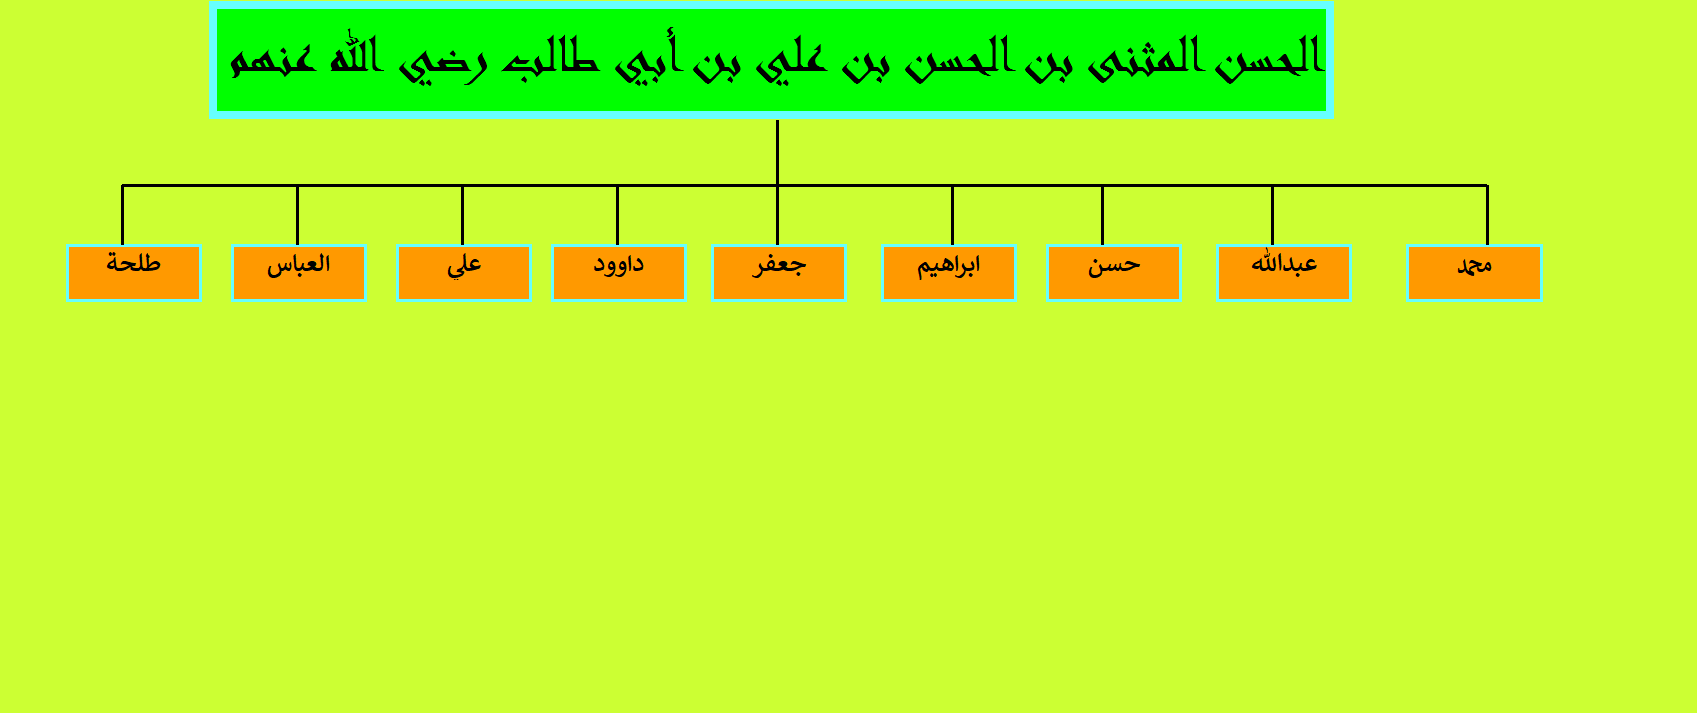 الحسن المثنى بن الحسن بن علي بن أبي طالب رضي الله عنهم
محمد
عبدالله
حسن
ابراهيم
جعفر
داوود
علي
العباس
طلحة